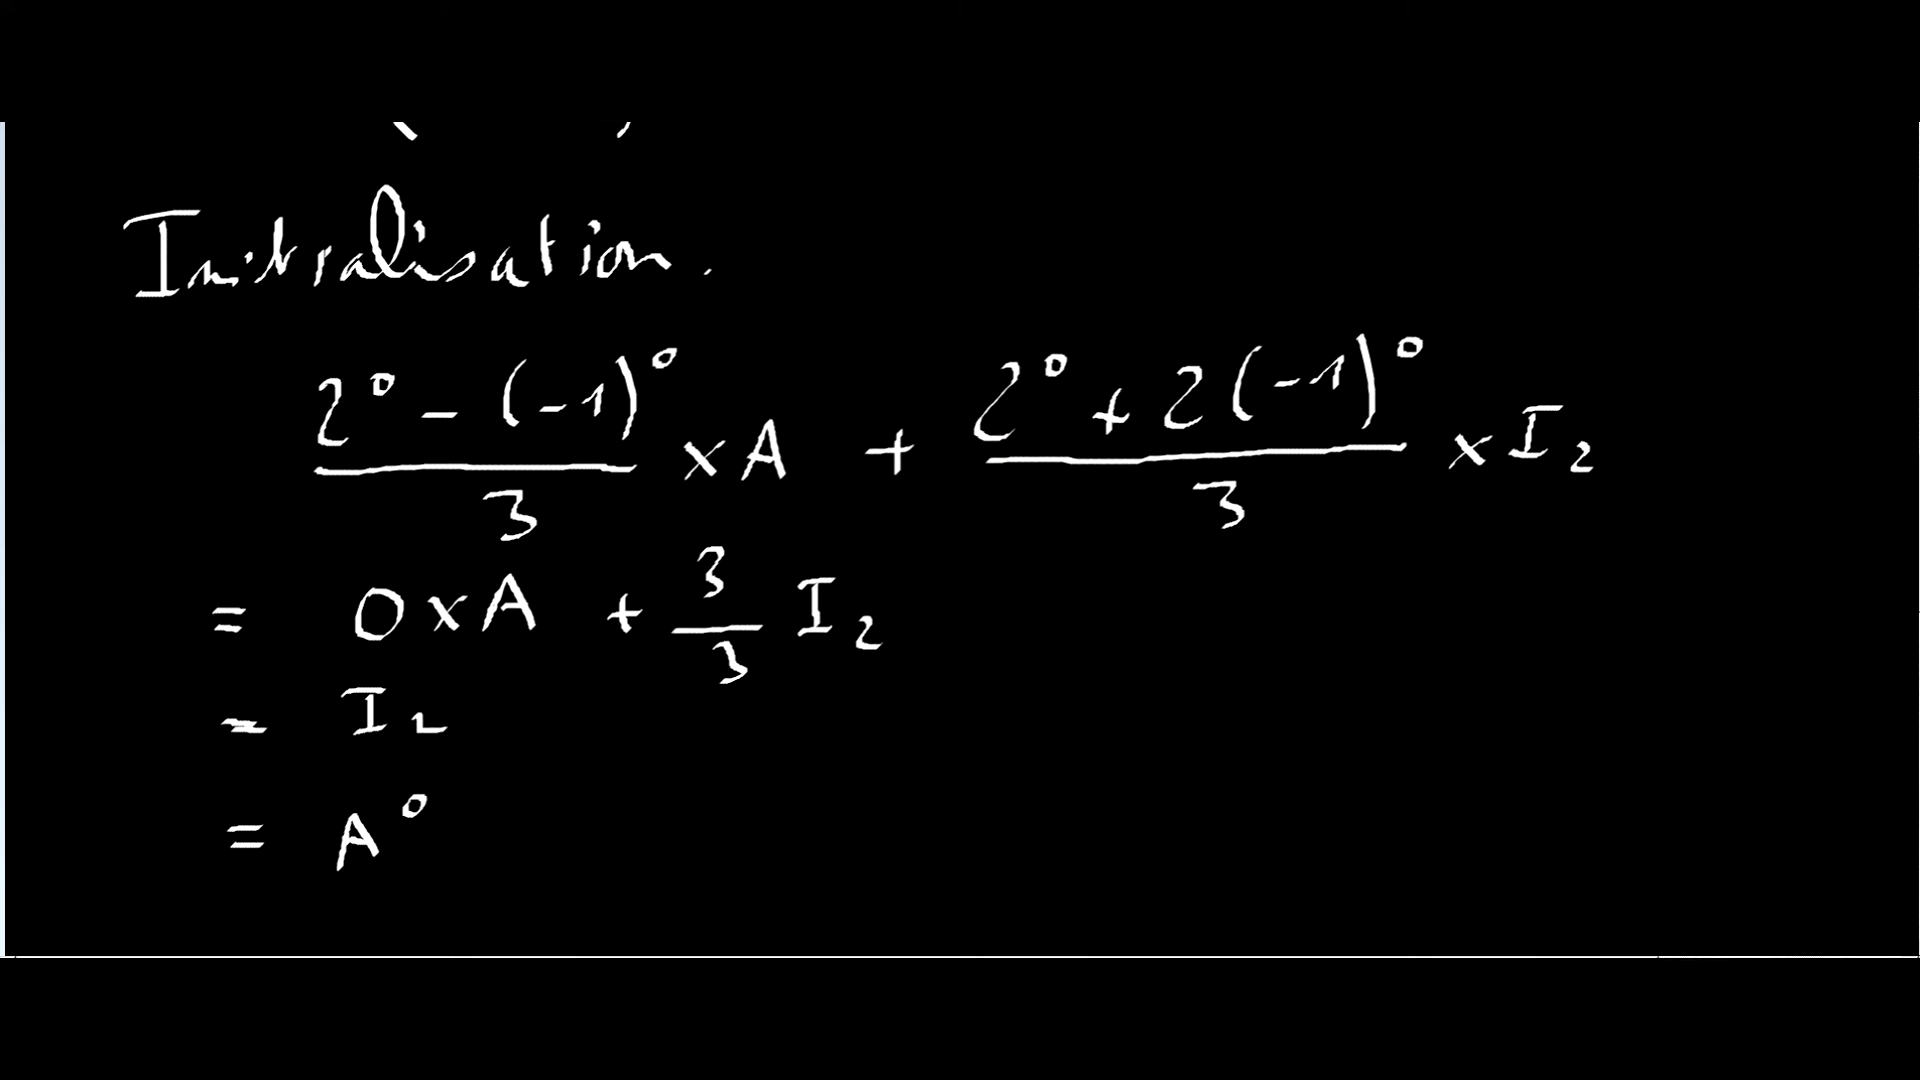 Initialisation.
(2⁰ - (-1)⁰)/3 × A + (2⁰ + 2(-1)⁰)/3 × I₂
= 0 × A + 3/3 I₂
= I₂
= A⁰